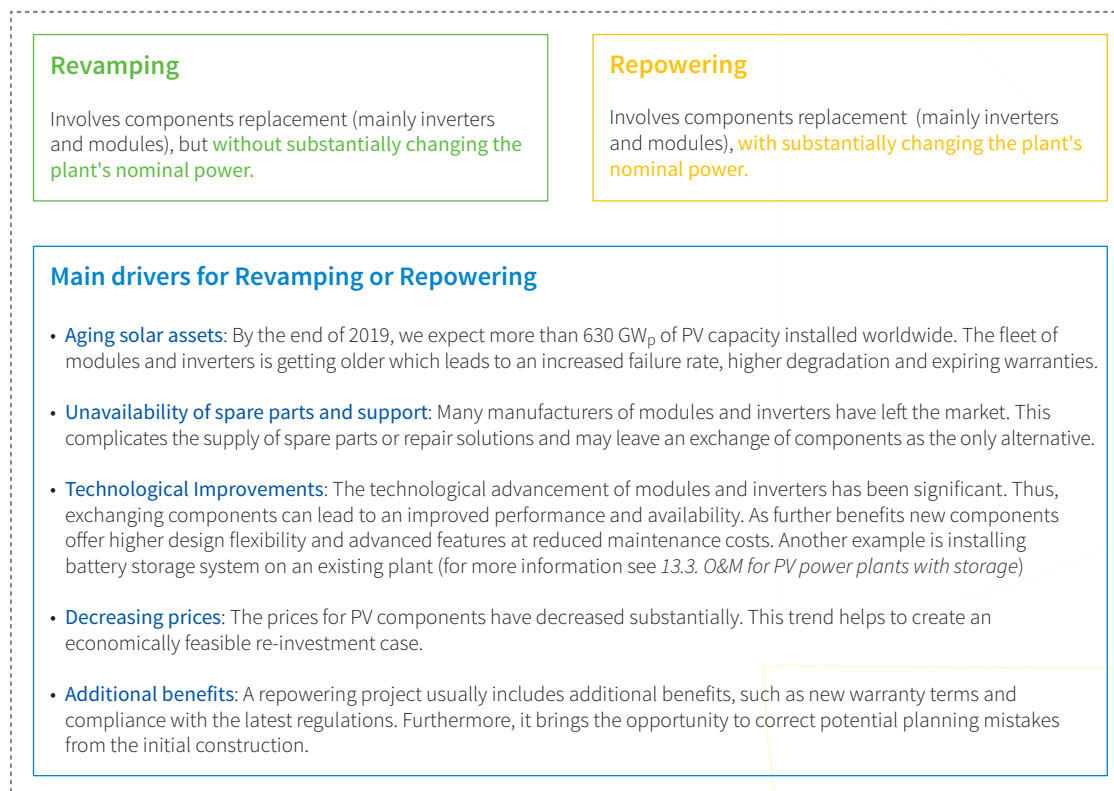 Revamping
Involves components replacement (mainly inverters
and modules), but without substantially changing the
plant's nominal power.
Repowering
Involves components replacement  (mainly inverters
and modules), with substantially changing the plant's
nominal power.
Main drivers for Revamping or Repowering
• Aging solar assets: By the end of 2019, we expect more than 630 GWp of PV capacity installed worldwide. The fleet of
modules and inverters is getting older which leads to an increased failure rate, higher degradation and expiring warranties.
• Unavailability of spare parts and support: Many manufacturers of modules and inverters have left the market. This
complicates the supply of spare parts or repair solutions and may leave an exchange of components as the only alternative.
• Technological Improvements: The technological advancement of modules and inverters has been significant. Thus,
exchanging components can lead to an improved performance and availability. As further benefits new components
offer higher design flexibility and advanced features at reduced maintenance costs. Another example is installing
battery storage system on an existing plant (for more information see 13.3. O&M for PV power plants with storage)
• Decreasing prices: The prices for PV components have decreased substantially. This trend helps to create an
economically feasible re-investment case.
• Additional benefits: A repowering project usually includes additional benefits, such as new warranty terms and
compliance with the latest regulations. Furthermore, it brings the opportunity to correct potential planning mistakes
from the initial construction.